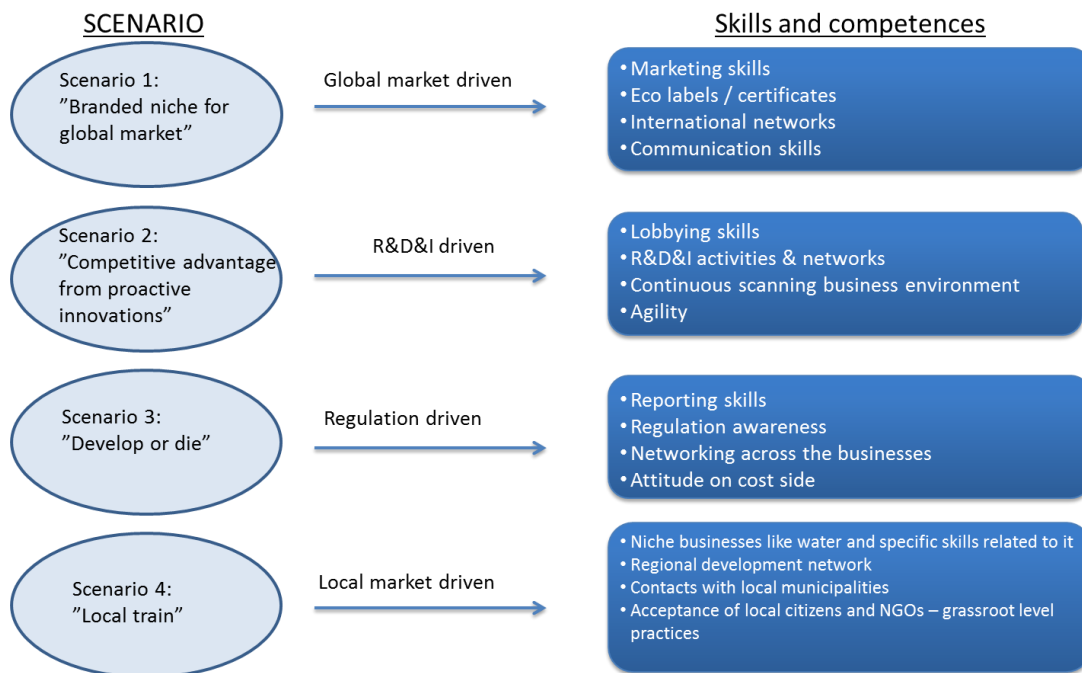 SCENARIO
Skills and competences
Scenario 1:
”Branded niche for
global market”
Global market driven
• Marketing skills
• Eco labels / certificates
• International networks
• Communication skills
Scenario 2:
”Competitive advantage
from proactive
innovations”
R&D&I driven
• Lobbying skills
• R&D&I activities & networks
• Continuous scanning business environment
• Agility
Scenario 3:
”Develop or die”
Regulation driven
• Reporting skills
• Regulation awareness
• Networking across the businesses
• Attitude on cost side
Scenario 4:
”Local train”
Local market driven
• Niche businesses like water and specific skills related to it
• Regional development network
• Contacts with local municipalities
• Acceptance of local citizens and NGOs – grassroot level
practices